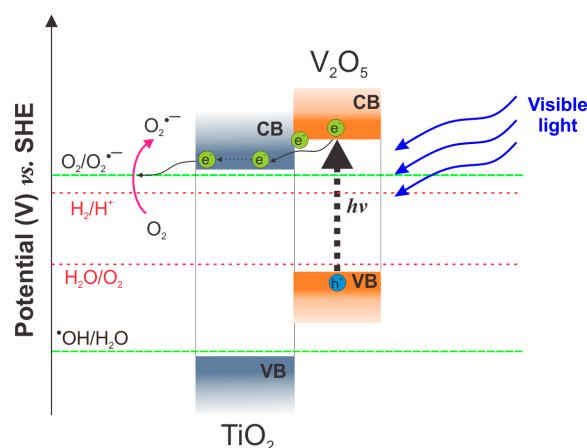 V₂O₅
CB
Visible
light
O₂•⁻
CB
e⁻
e⁻
e⁻
e⁻
O₂/O₂•⁻
H₂/H⁺
O₂
hν
H₂O/O₂
VB
h⁺
•OH/H₂O
VB
TiO₂
Potential (V) vs. SHE